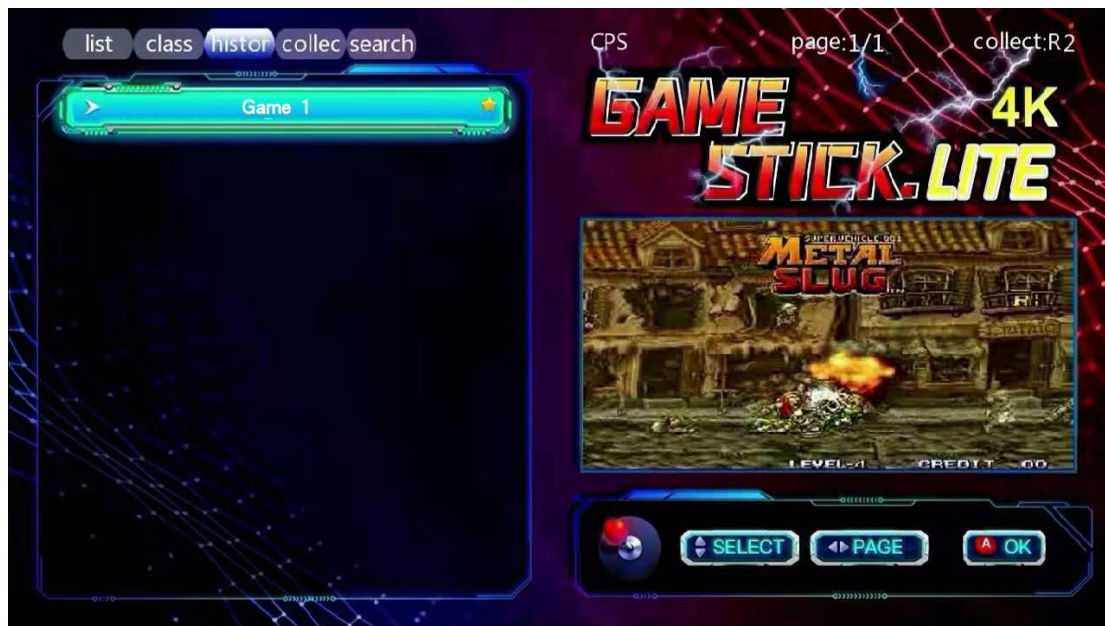 list class histor collec search
CPS page:1/1 collect:R2
Game 1
GAME 4K
STICK. LITE
SUPER VEHICLE-001
METAL
SLUG
LEVEL-4 CREDIT 00
SELECT PAGE A OK